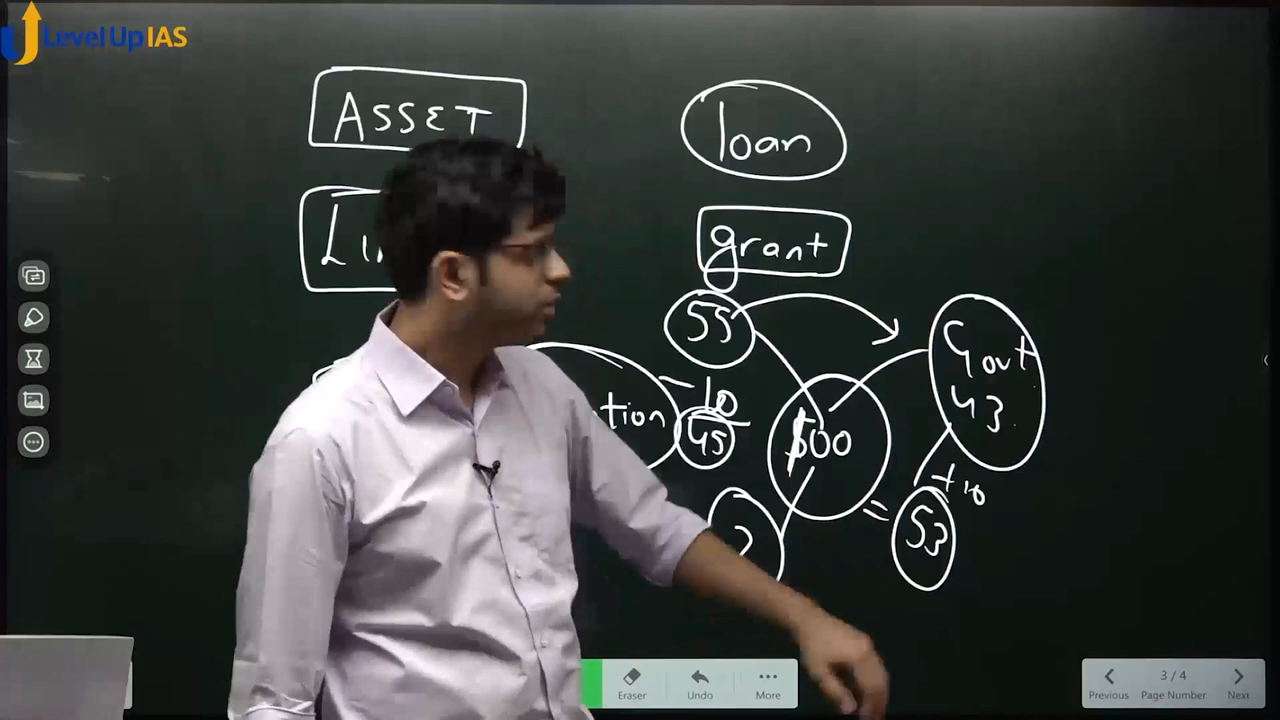 Level Up IAS
ASSET
loan
grant
55
Govt
43
-10
45
500
+10
=
53
2
Eraser
Undo
More
Previous
3 / 4
Page Number
Next